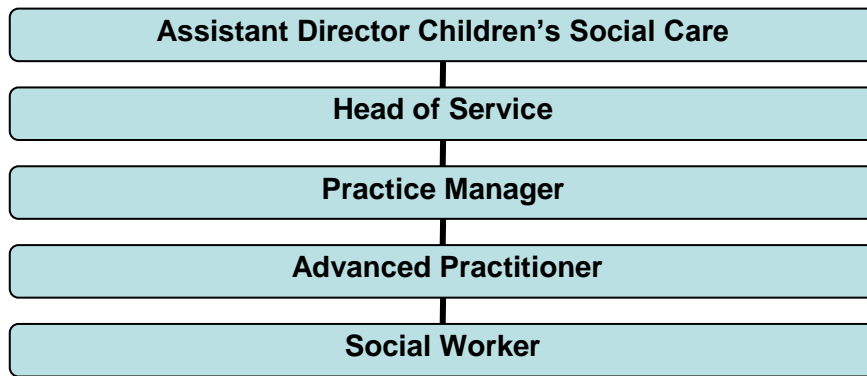 Assistant Director Children’s Social Care
Head of Service
Practice Manager
Advanced Practitioner
Social Worker